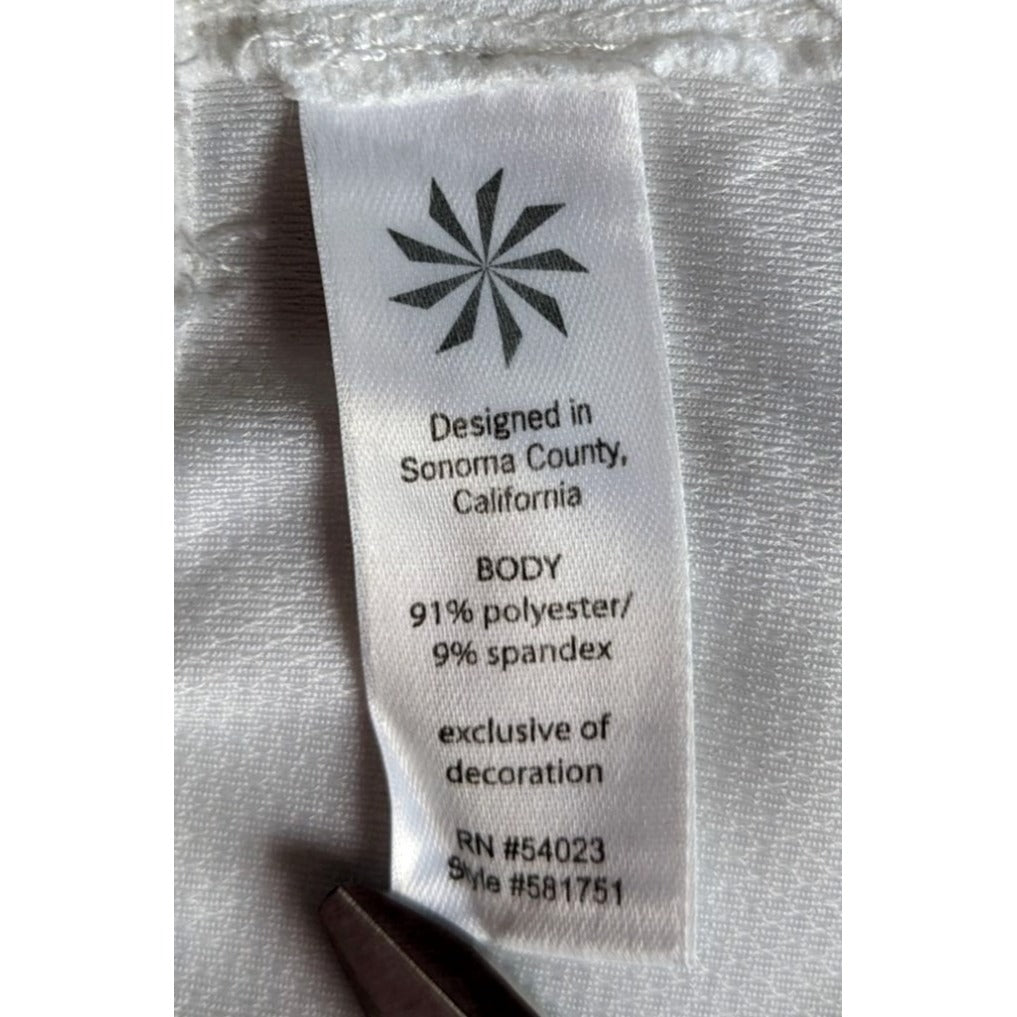 Designed in
Sonoma County,
California
BODY
91% polyester/
9% spandex
exclusive of
decoration
RN #54023
Style #581751